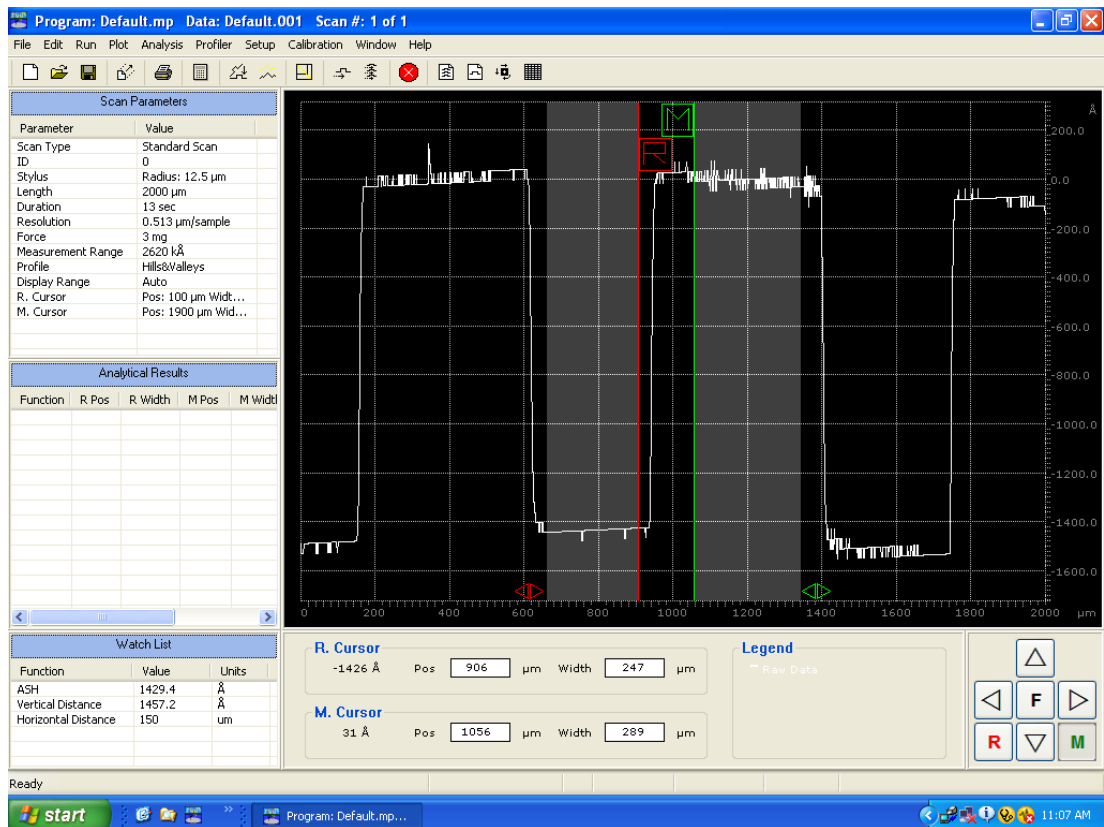 Program: Default.mp   Data: Default.001   Scan #: 1 of 1
File Edit Run Plot Analysis Profiler Setup Calibration Window Help
Scan Parameters
Parameter Value
Scan Type Standard Scan
ID 0
Stylus Radius: 12.5 µm
Length 2000 µm
Duration 13 sec
Resolution 0.513 µm/sample
Force 3 mg
Measurement Range 2620 kÅ
Profile Hills&Valleys
Display Range Auto
R. Cursor Pos: 100 µm Widt...
M. Cursor Pos: 1900 µm Wid...
Analytical Results
Function R Pos R Width M Pos M Widtl
Watch List
Function Value Units
ASH 1429.4 Å
Vertical Distance 1457.2 Å
Horizontal Distance 150 um
M
R
Å
200.0
0.0
-200.0
-400.0
-600.0
-800.0
-1000.0
-1200.0
-1400.0
-1600.0
0 200 400 600 800 1000 1200 1400 1600 1800 2000 µm
R. Cursor
-1426 Å Pos 906 µm Width 247 µm
M. Cursor
31 Å Pos 1056 µm Width 289 µm
Legend
Raw Data
F
R M
Ready
start » Program: Default.mp... 11:07 AM